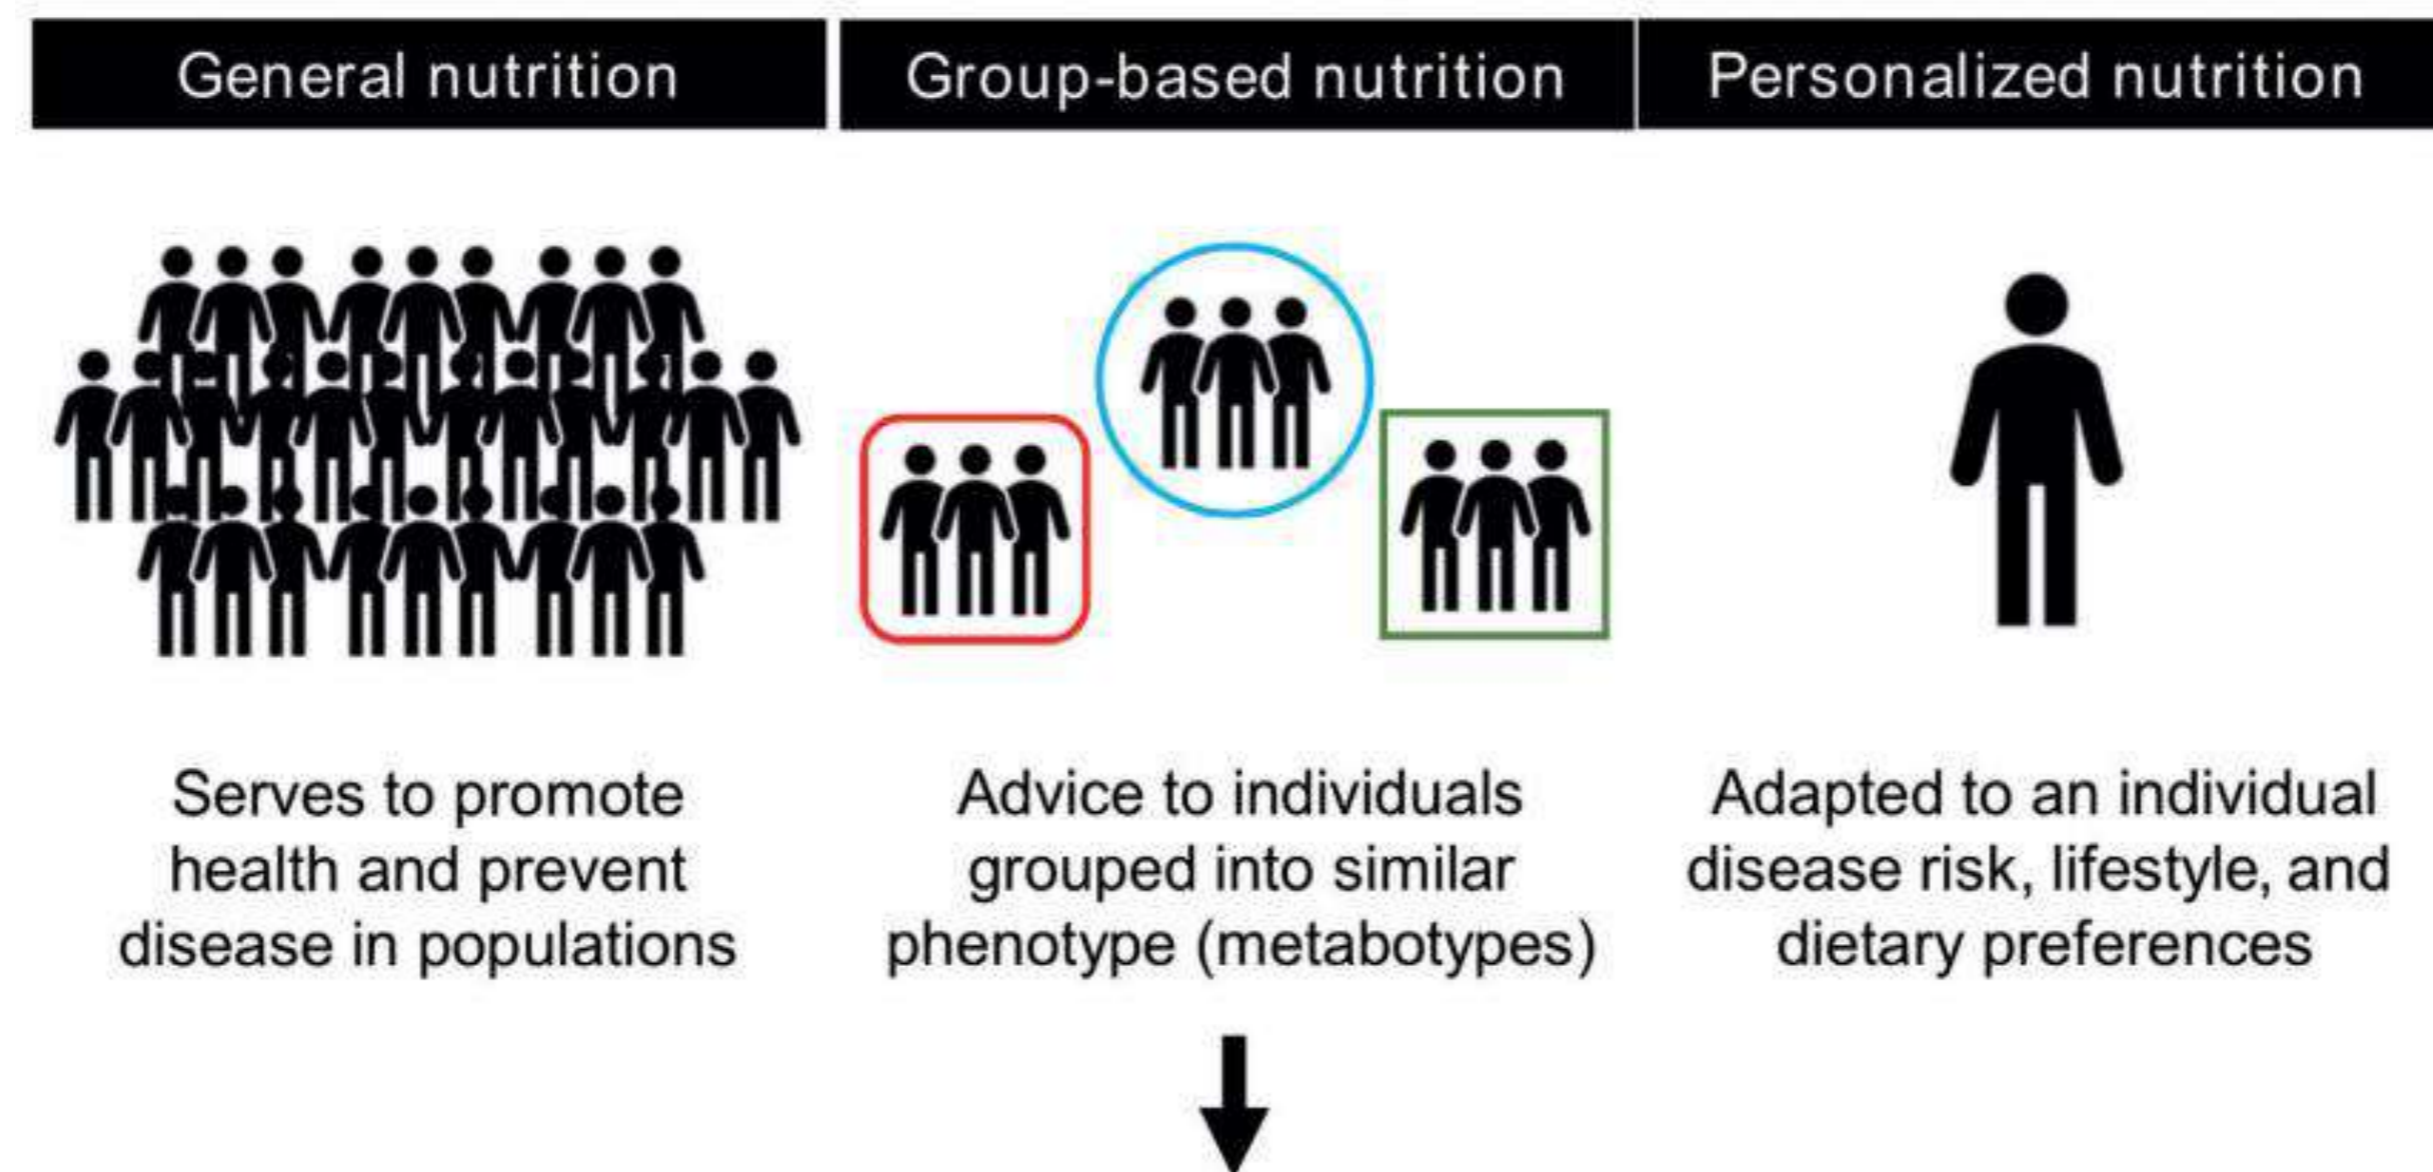 General nutrition
Group-based nutrition
Personalized nutrition
Serves to promote
health and prevent
disease in populations
Advice to individuals
grouped into similar
phenotype (metabotypes)
Adapted to an individual
disease risk, lifestyle, and
dietary preferences